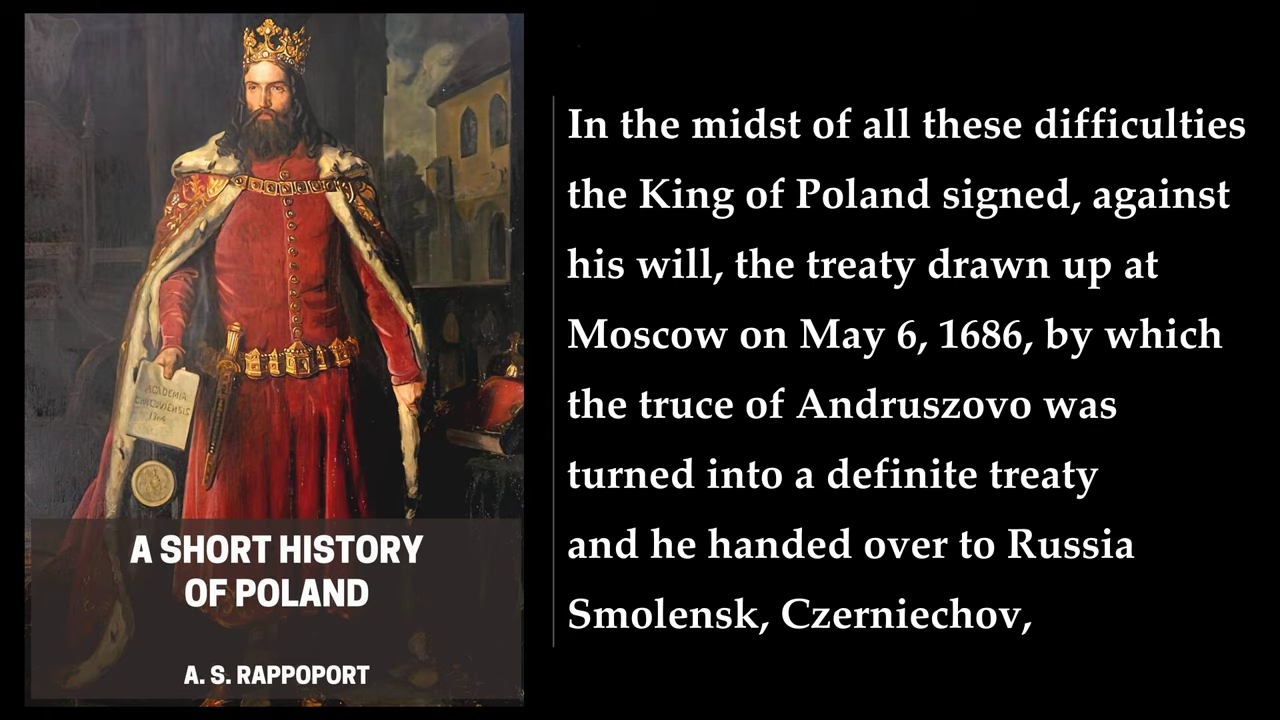 ACADEMIA
A SHORT HISTORY
OF POLAND
A. S. RAPPOPORT
In the midst of all these difficulties
the King of Poland signed, against
his will, the treaty drawn up at
Moscow on May 6, 1686, by which
the truce of Andruszovo was
turned into a definite treaty
and he handed over to Russia
Smolensk, Czerniechov,